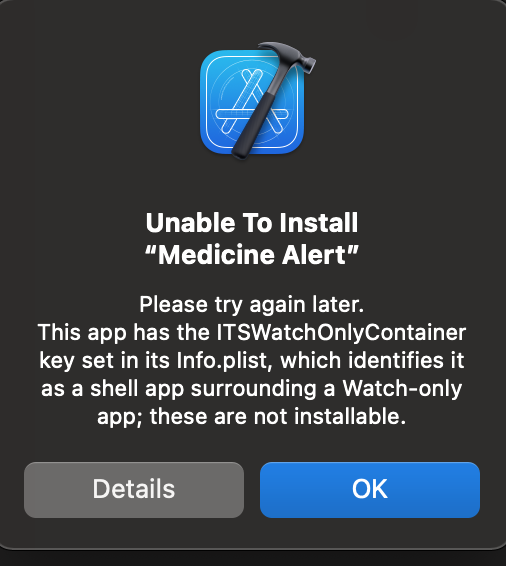 Unable To Install
“Medicine Alert”
Please try again later.
This app has the ITSWatchOnlyContainer
key set in its Info.plist, which identifies it
as a shell app surrounding a Watch-only
app; these are not installable.
Details
OK